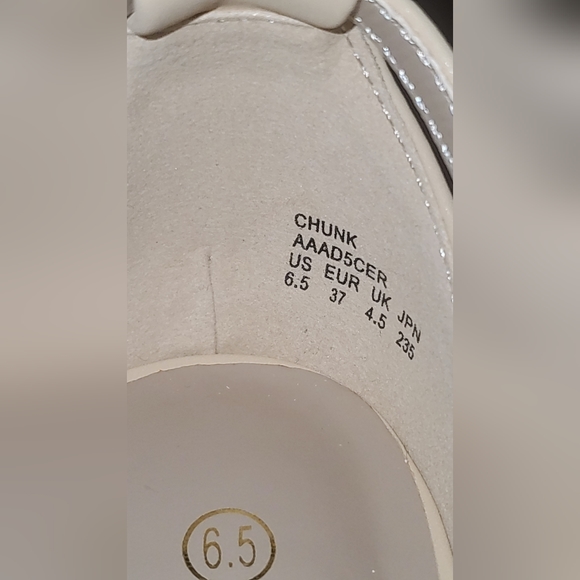 CHUNK
AAAD5CER
US EUR UK JPN
6.5 37 4.5 235
6.5